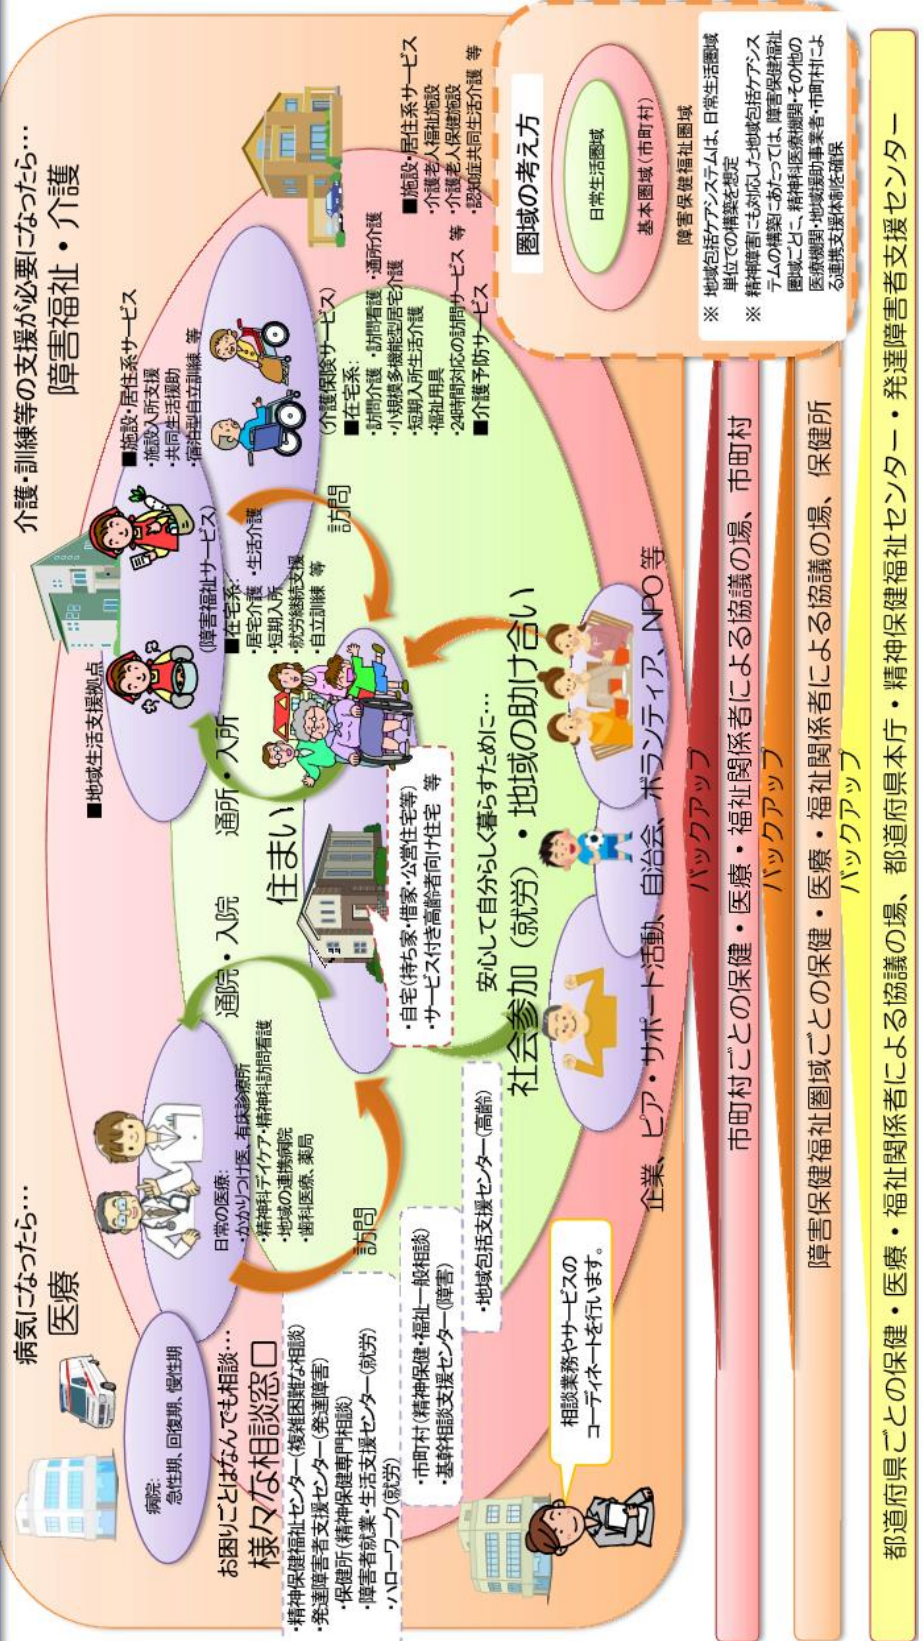 病気になったら…
医療
病院:
急性期、回復期、慢性期
日常の医療:
・かかりつけ医、有床診療所
・精神科デイケア・精神科訪問看護
・地域の連携病院
・歯科医療、薬局
介護・訓練等の支援が必要になったら…
障害福祉・介護
■地域生活支援拠点
■施設・居住系サービス
・施設入所支援
・共同生活援助
・宿泊型自立訓練 等
(障害福祉サービス)
■在宅系:
・居宅介護 ・生活介護
・短期入所
・就労継続支援
・自立訓練 等
(介護保険サービス)
■在宅系:
・訪問介護 ・訪問看護 ・通所介護
・小規模多機能型居宅介護
・短期入所生活介護
・福祉用具
・24時間対応の訪問サービス 等
■介護予防サービス
■施設・居住系サービス
・介護老人福祉施設
・介護老人保健施設
・認知症共同生活介護 等
通院・入院
通所・入所
訪問
訪問
住まい
・自宅(持ち家・借家・公営住宅等)
・サービス付き高齢者向け住宅 等
お困りごとはなんでも相談…
様々な相談窓口
・精神保健福祉センター(複雑困難な相談)
・発達障害者支援センター(発達障害)
・保健所(精神保健専門相談)
・障害者就業・生活支援センター(就労)
・ハローワーク(就労)
・市町村(精神保健・福祉一般相談)
・基幹相談支援センター(障害)
・地域包括支援センター(高齢)
相談業務やサービスの
コーディネートを行います。
安心して自分らしく暮らすために…
社会参加(就労)・地域の助け合い
企業、ピア・サポート活動、自治会、ボランティア、NPO等
圏域の考え方
日常生活圏域
基本圏域(市町村)
障害保健福祉圏域
※ 地域包括ケアシステムは、日常生活圏域
単位での構築を想定
※ 精神障害にも対応した地域包括ケアシス
テムの構築にあたっては、障害保健福祉
圏域ごとに、精神科医療機関・その他の
医療機関・地域援助事業者・市町村によ
る連携支援体制を確保
バックアップ
市町村ごとの保健・医療・福祉関係者による協議の場、市町村
バックアップ
障害保健福祉圏域ごとの保健・医療・福祉関係者による協議の場、保健所
バックアップ
都道府県ごとの保健・医療・福祉関係者による協議の場、都道府県本庁・精神保健福祉センター・発達障害者支援センター